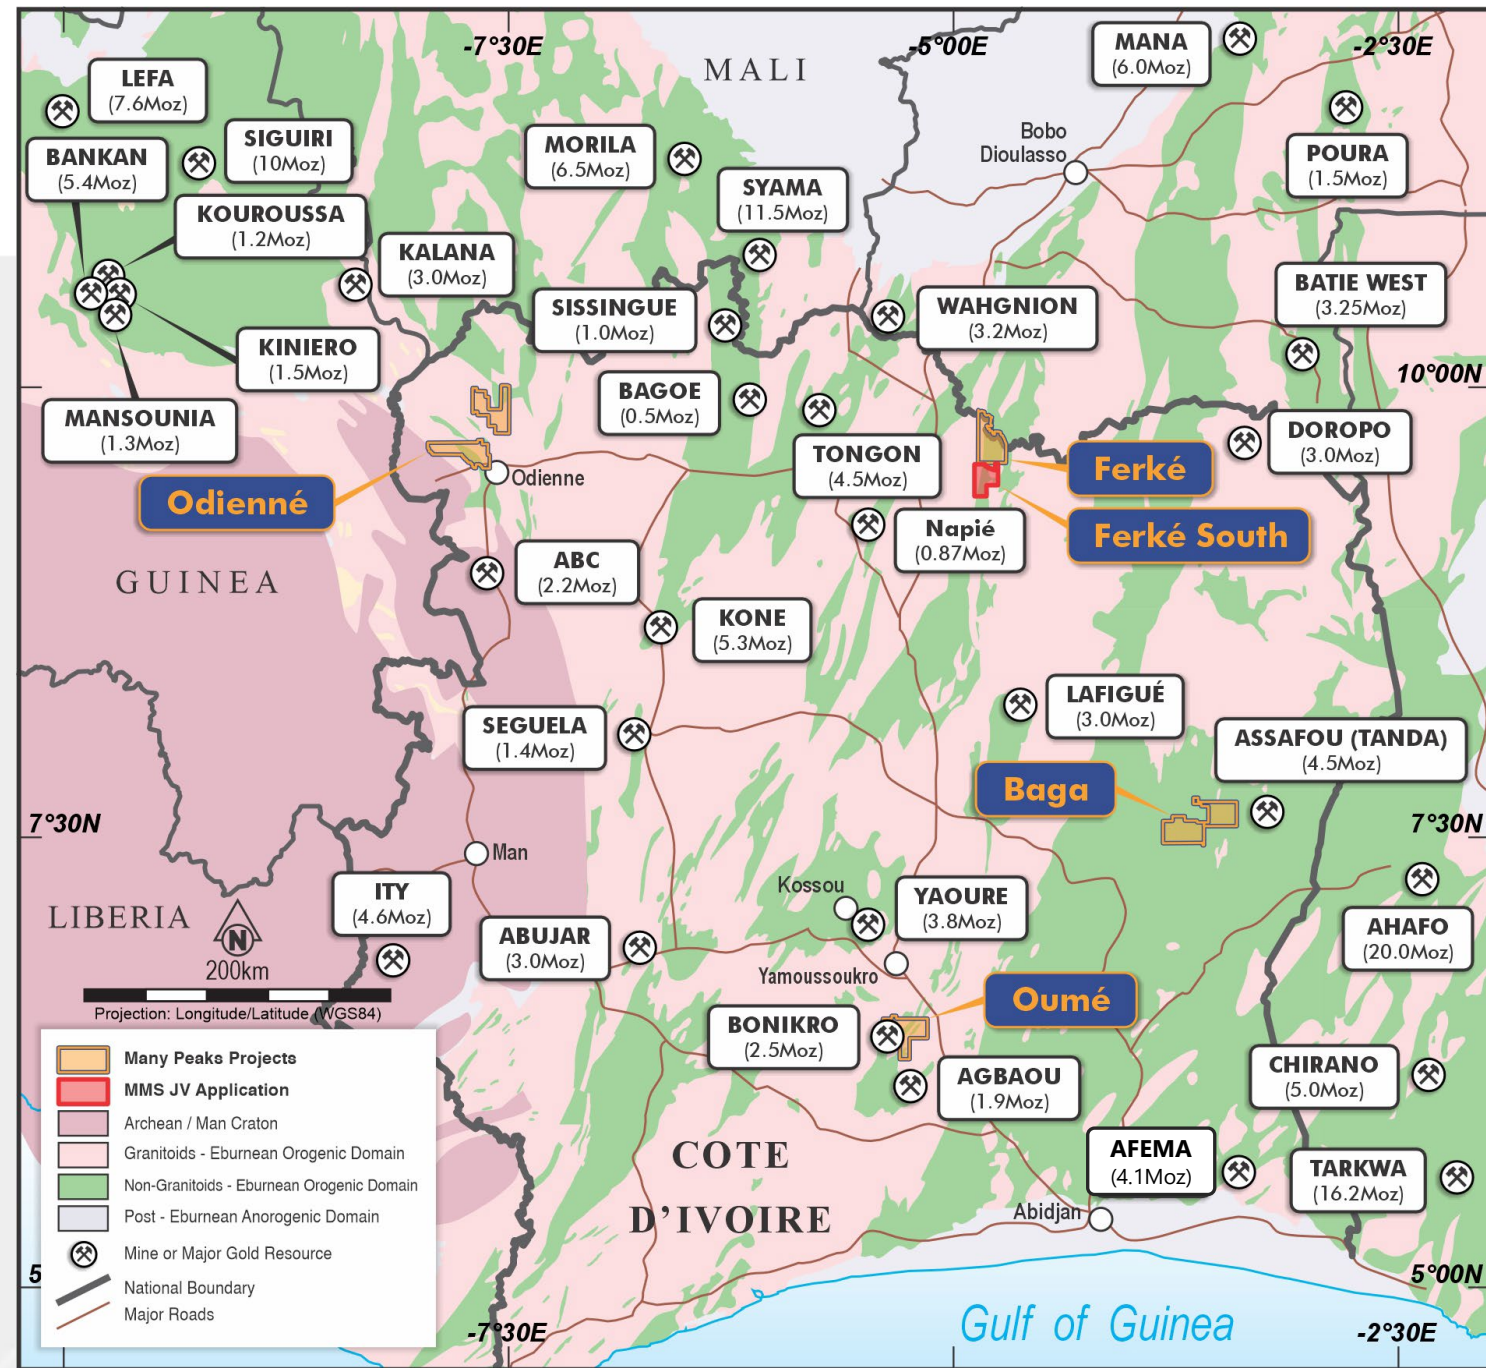 -7°30E
-5°00E
-2°30E
MALI
MANA
(6.0Moz)
LEFA
(7.6Moz)
SIGUIRI
(10Moz)
BANKAN
(5.4Moz)
MORILA
(6.5Moz)
Bobo
Dioulasso
POURA
(1.5Moz)
SYAMA
(11.5Moz)
KOUROUSSA
(1.2Moz)
KALANA
(3.0Moz)
SISSINGUE
(1.0Moz)
WAHGNION
(3.2Moz)
BATIE WEST
(3.25Moz)
KINIERO
(1.5Moz)
10°00N
MANSOUNIA
(1.3Moz)
BAGOE
(0.5Moz)
TONGON
(4.5Moz)
DOROPO
(3.0Moz)
Ferké
Odienné
Odienne
Napié
(0.87Moz)
Ferké South
GUINEA
ABC
(2.2Moz)
KONE
(5.3Moz)
LAFIGUÉ
(3.0Moz)
SEGUELA
(1.4Moz)
ASSAFOU (TANDA)
(4.5Moz)
Baga
7°30N
7°30N
Man
ITY
(4.6Moz)
Kossou
YAOURE
(3.8Moz)
LIBERIA
AHAFO
(20.0Moz)
ABUJAR
(3.0Moz)
Yamoussoukro
N
200km
Projection: Longitude/Latitude (WGS84)
Oumé
BONIKRO
(2.5Moz)
AGBAOU
(1.9Moz)
CHIRANO
(5.0Moz)
Many Peaks Projects
MMS JV Application
Archean / Man Craton
Granitoids - Eburnean Orogenic Domain
Non-Granitoids - Eburnean Orogenic Domain
Post - Eburnean Anorogenic Domain
Mine or Major Gold Resource
National Boundary
Major Roads
COTE
D'IVOIRE
AFEMA
(4.1Moz)
TARKWA
(16.2Moz)
Abidjan
5
5°00N
Gulf of Guinea
-7°30E
-2°30E